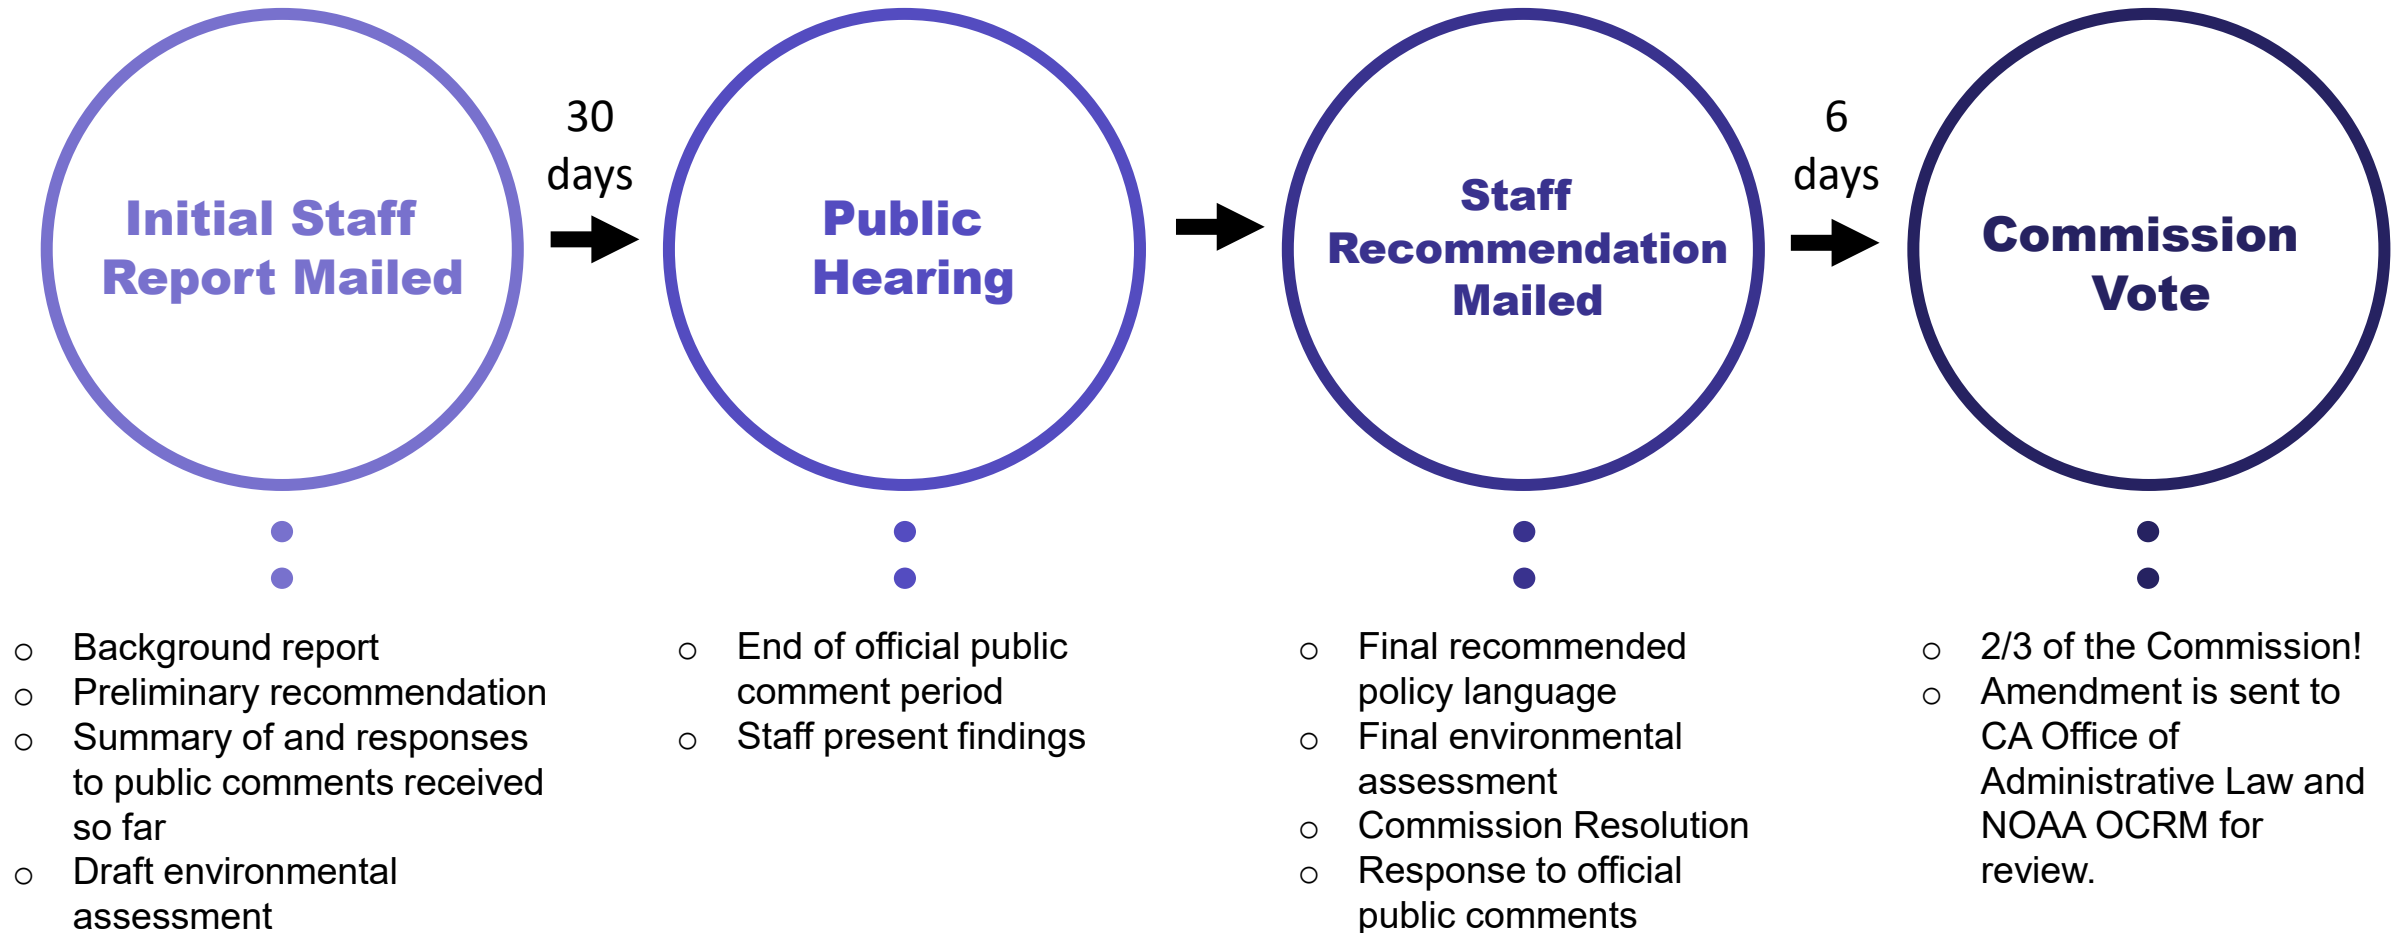 Initial Staff
Report Mailed
30
days
Public
Hearing
Staff
Recommendation
Mailed
6
days
Commission
Vote
o Background report
o Preliminary recommendation
o Summary of and responses
to public comments received
so far
o Draft environmental
assessment
o End of official public
comment period
o Staff present findings
o Final recommended
policy language
o Final environmental
assessment
o Commission Resolution
o Response to official
public comments
o 2/3 of the Commission!
o Amendment is sent to
CA Office of
Administrative Law and
NOAA OCRM for
review.